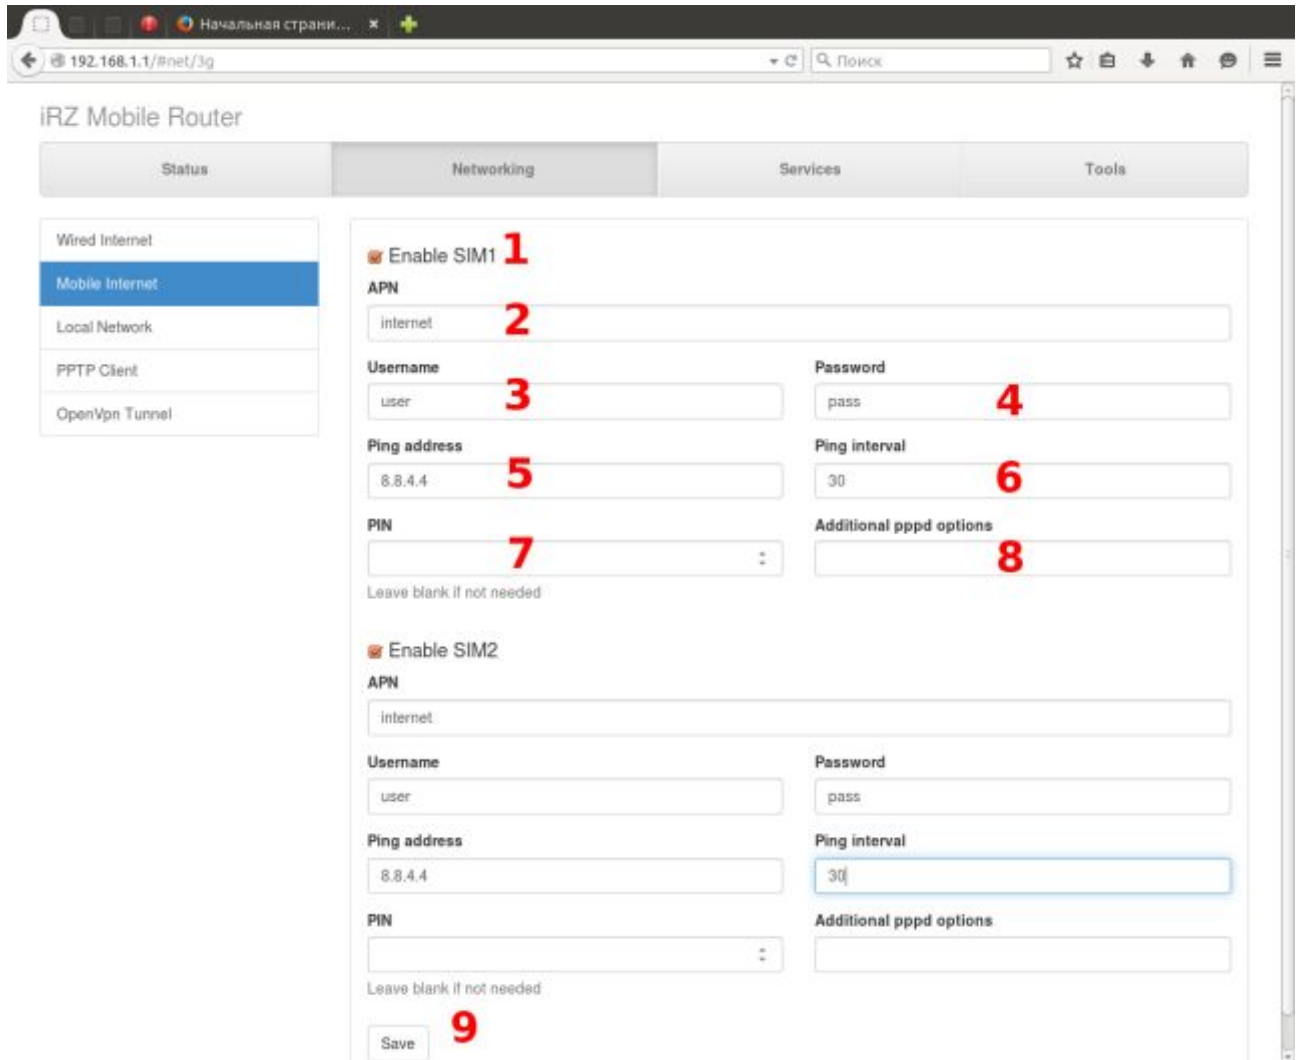 Начальная страни...
192.168.1.1/#net/3g
Поиск
iRZ Mobile Router
Status Networking Services Tools
Wired Internet
Mobile Internet
Local Network
PPTP Client
OpenVpn Tunnel
Enable SIM1 1
APN
internet 2
Username Password
user 3 pass 4
Ping address Ping interval
8.8.4.4 5 30 6
PIN Additional pppd options
7 8
Leave blank if not needed
Enable SIM2
APN
internet
Username Password
user pass
Ping address Ping interval
8.8.4.4 30
PIN Additional pppd options
Leave blank if not needed
Save 9